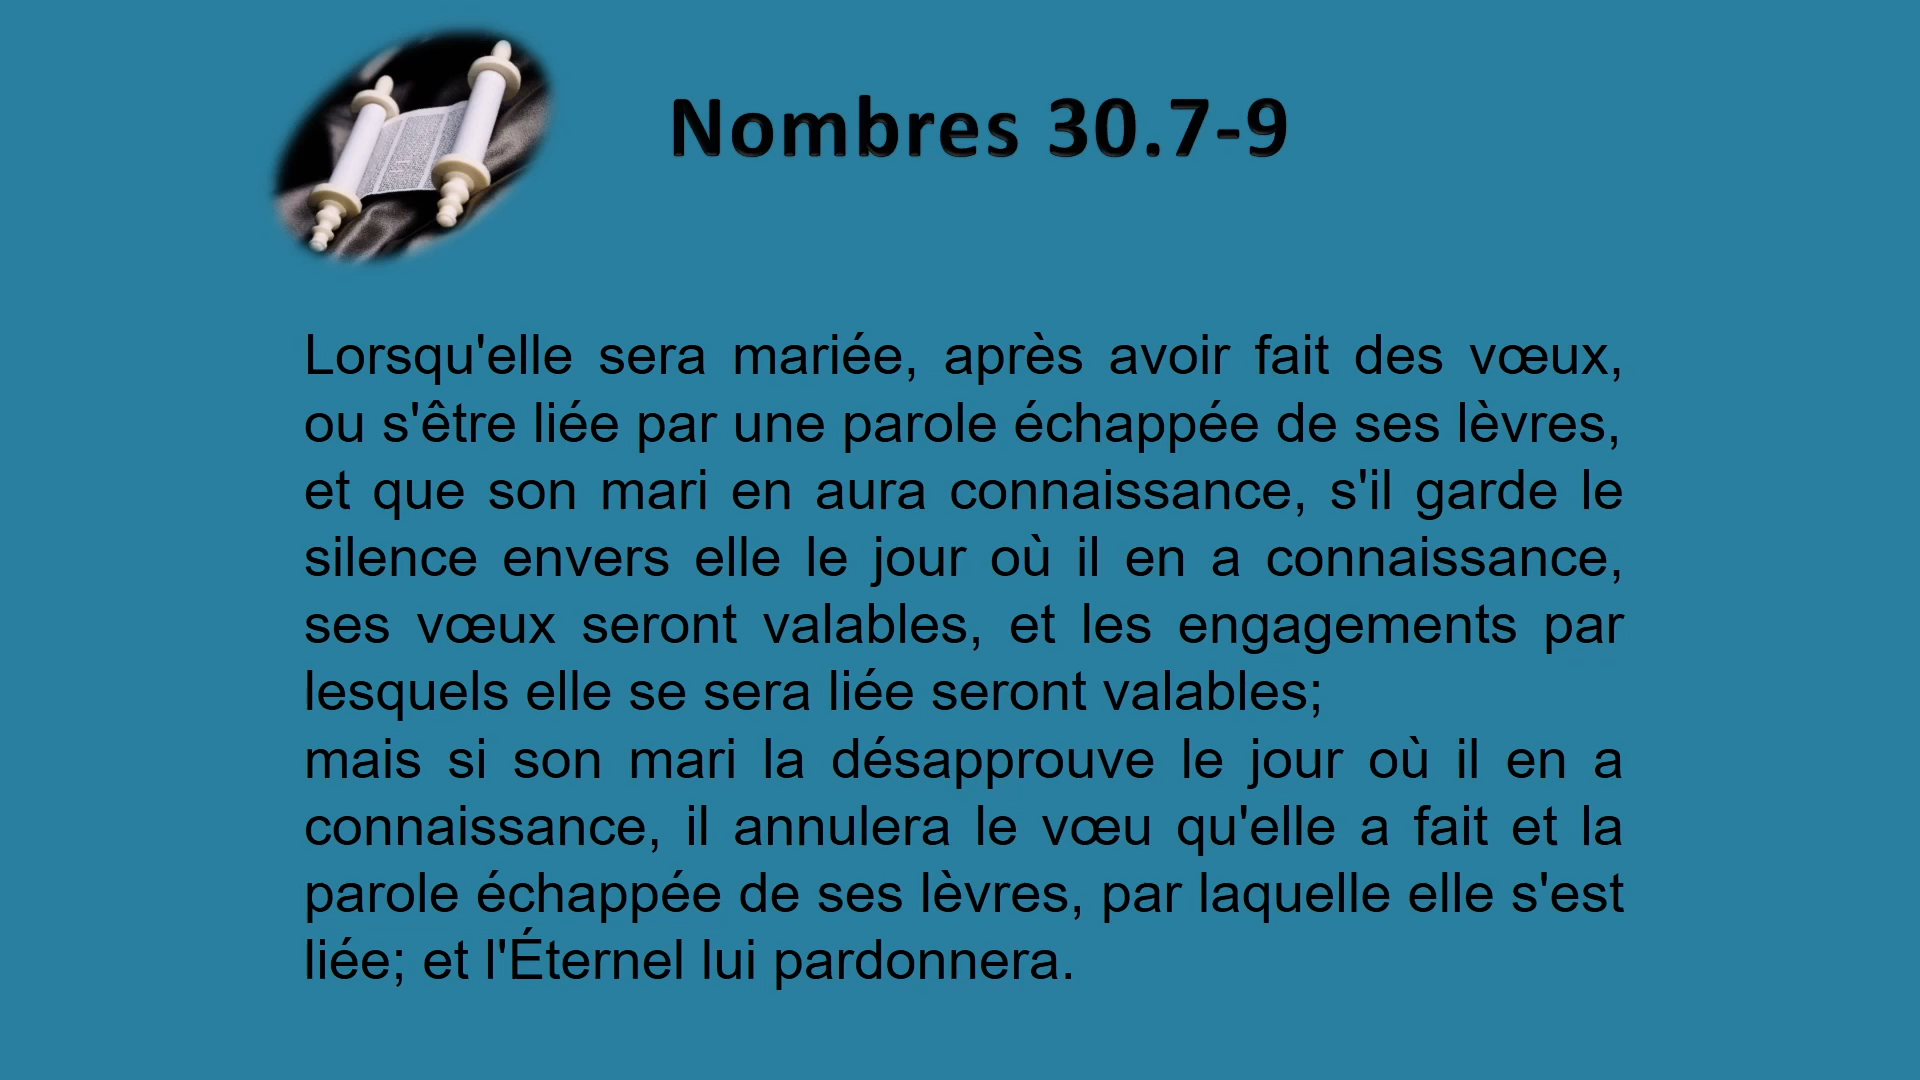 Nombres 30.7-9
Lorsqu'elle sera mariée, après avoir fait des vœux,
ou s'être liée par une parole échappée de ses lèvres,
et que son mari en aura connaissance, s'il garde le
silence envers elle le jour où il en a connaissance,
ses vœux seront valables, et les engagements par
lesquels elle se sera liée seront valables;
mais si son mari la désapprouve le jour où il en a
connaissance, il annulera le vœu qu'elle a fait et la
parole échappée de ses lèvres, par laquelle elle s'est
liée; et l'Éternel lui pardonnera.